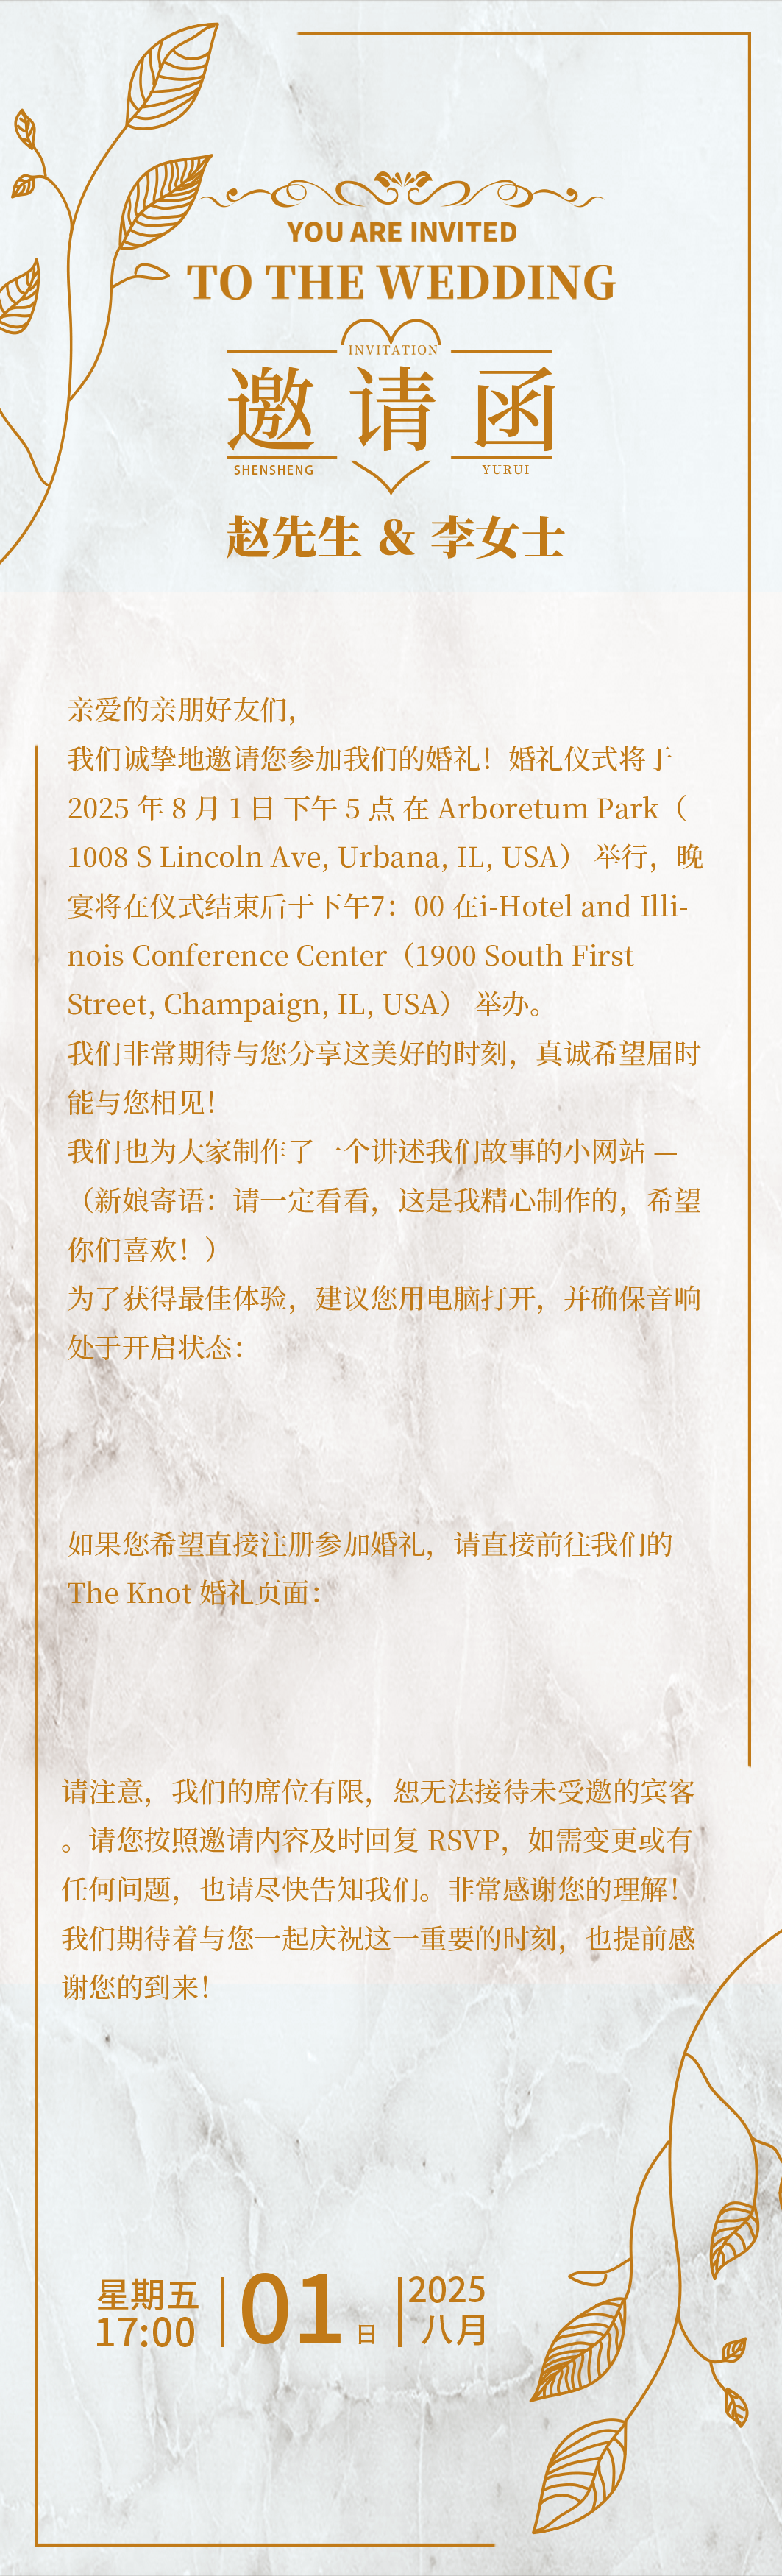 YOU ARE INVITED
TO THE WEDDING
INVITATION
邀请函
SHENSHENG YURUI
赵先生 & 李女士
亲爱的亲朋好友们，
我们诚挚地邀请您参加我们的婚礼！婚礼仪式将于
2025 年 8 月 1 日 下午 5 点 在 Arboretum Park（
1008 S Lincoln Ave, Urbana, IL, USA） 举行，晚
宴将在仪式结束后于下午7：00 在i-Hotel and Illi-
nois Conference Center（1900 South First
Street, Champaign, IL, USA） 举办。
我们非常期待与您分享这美好的时刻，真诚希望届时
能与您相见！
我们也为大家制作了一个讲述我们故事的小网站 —
（新娘寄语：请一定看看，这是我精心制作的，希望
你们喜欢！）
为了获得最佳体验，建议您用电脑打开，并确保音响
处于开启状态：
如果您希望直接注册参加婚礼，请直接前往我们的
The Knot 婚礼页面：
请注意，我们的席位有限，恕无法接待未受邀的宾客
。请您按照邀请内容及时回复 RSVP，如需变更或有
任何问题，也请尽快告知我们。非常感谢您的理解！
我们期待着与您一起庆祝这一重要的时刻，也提前感
谢您的到来！
星期五
17:00
01 日
2025
八月